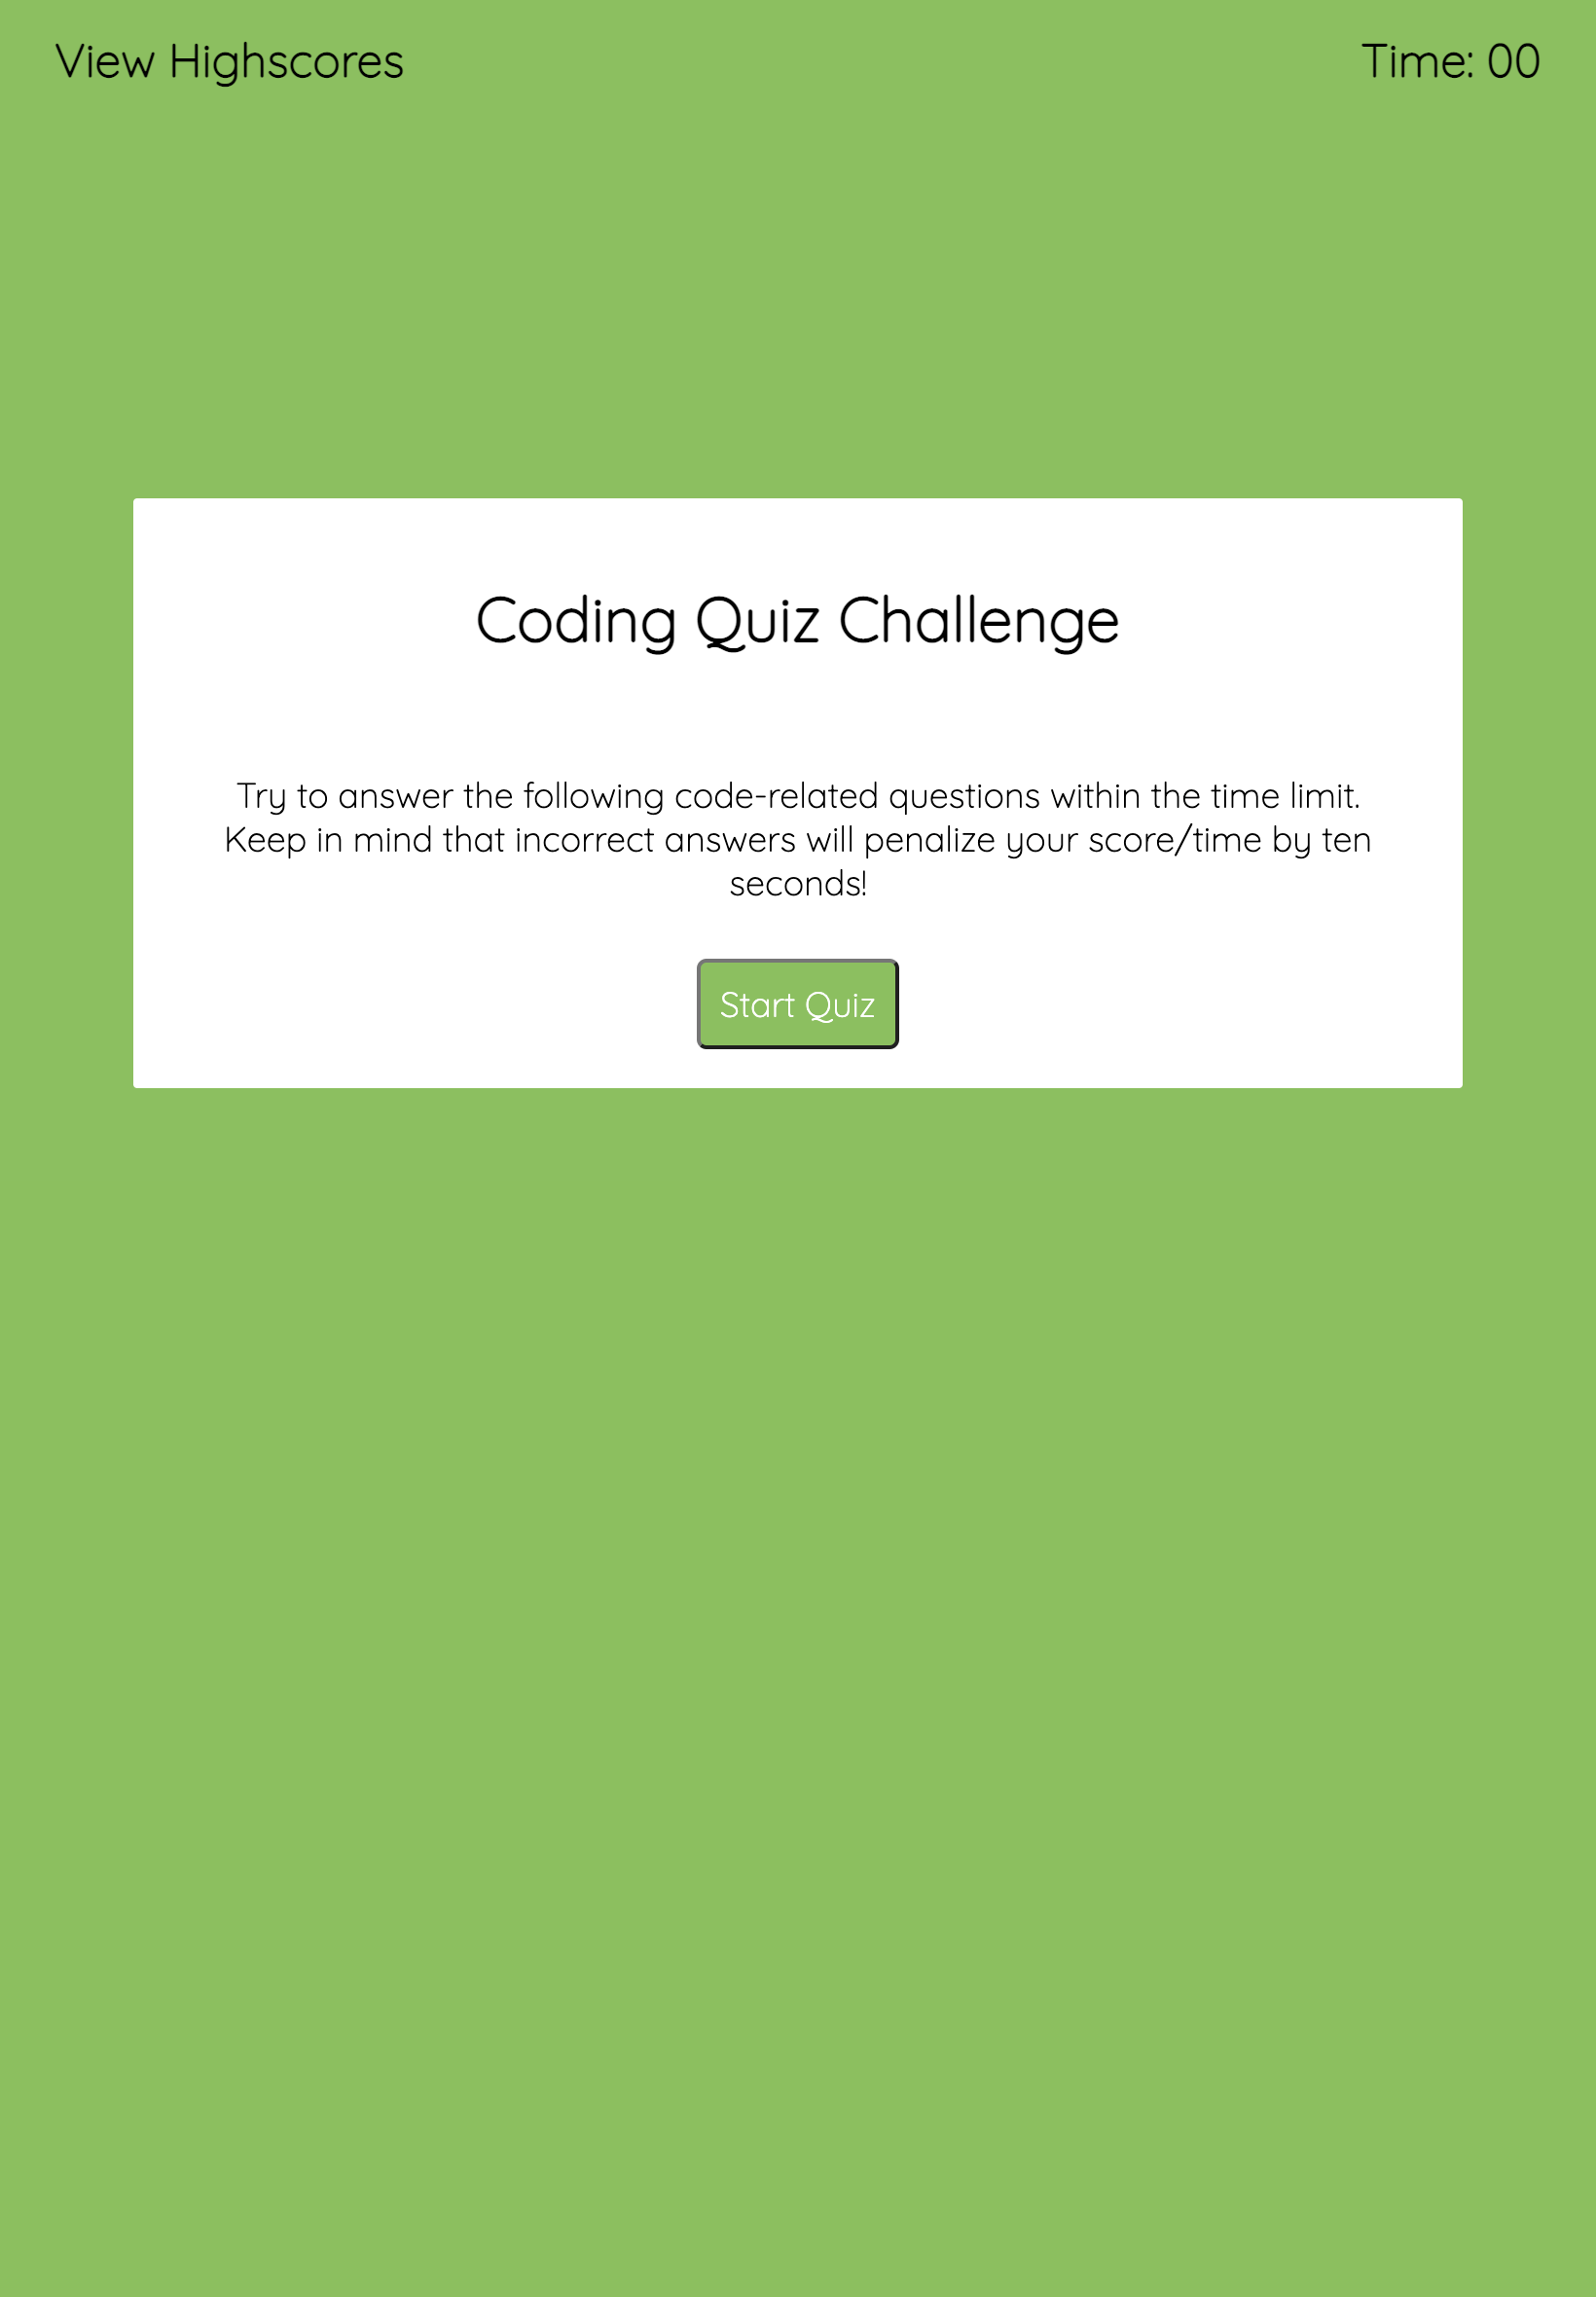 View Highscores
Time: 00
Coding Quiz Challenge
Try to answer the following code-related questions within the time limit.
Keep in mind that incorrect answers will penalize your score/time by ten
seconds!
Start Quiz